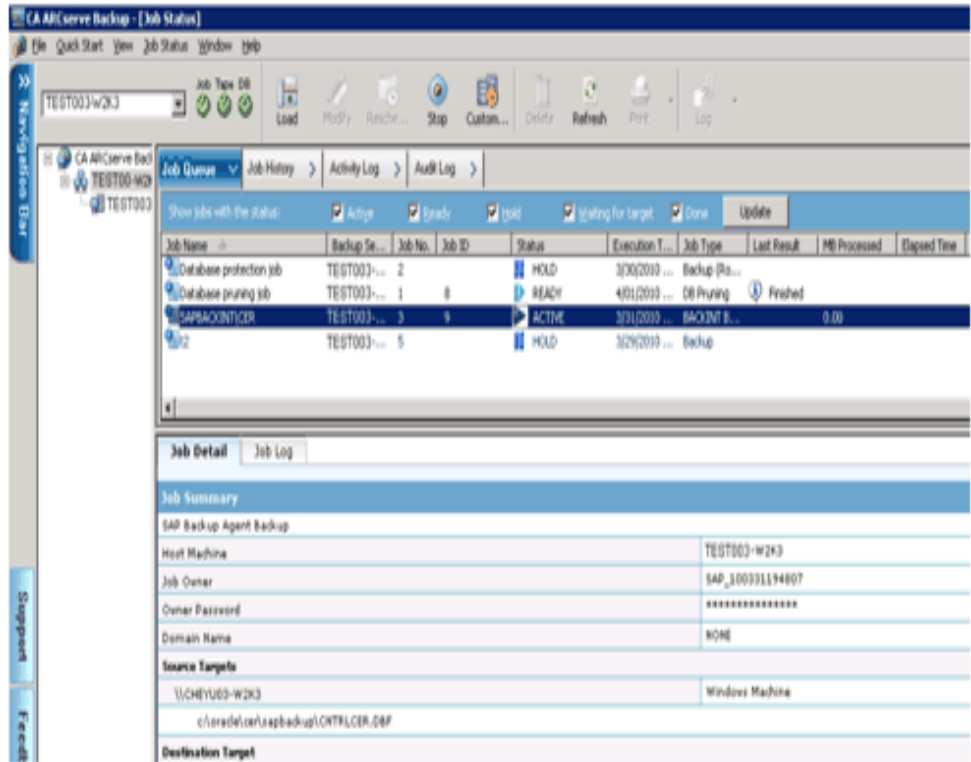 CA ARCserve Backup - [Job Status]
File Quick Start View Job Status Window Help
Navigation Bar
TEST003-W2K3
Job Type DB
Load Modify Resche... Stop Custom... Delete Refresh Print Log
CA ARCserve Back
TEST00-W2K
TEST003
Job Queue Job History Activity Log Audit Log
Show jobs with the status: Active Ready Hold Waiting for target Done Update
Job Name Backup Se... Job No. Job ID Status Execution T... Job Type Last Result MB Processed Elapsed Time
Database protection job TEST003-... 2 HOLD 3/30/2010 ... Backup (Ro...
Database pruning job TEST003-... 1 8 READY 4/01/2010 ... DB Pruning Finished
SAPBACKINT|CER TEST003-... 3 9 ACTIVE 3/31/2010 ... BACKINT B... 0.00
TEST003-... 5 HOLD 3/29/2010 ... Backup
Job Detail Job Log
Job Summary
SAP Backup Agent Backup
Host Machine TEST003-W2K3
Job Owner SAP_100331194807
Owner Password ***************
Domain Name NONE
Source Targets
\\CHEYU03-W2K3 Windows Machine
c/\oracle\cer\sapbackup\CNTRLCER.DBF
Destination Target
Support
Feedb